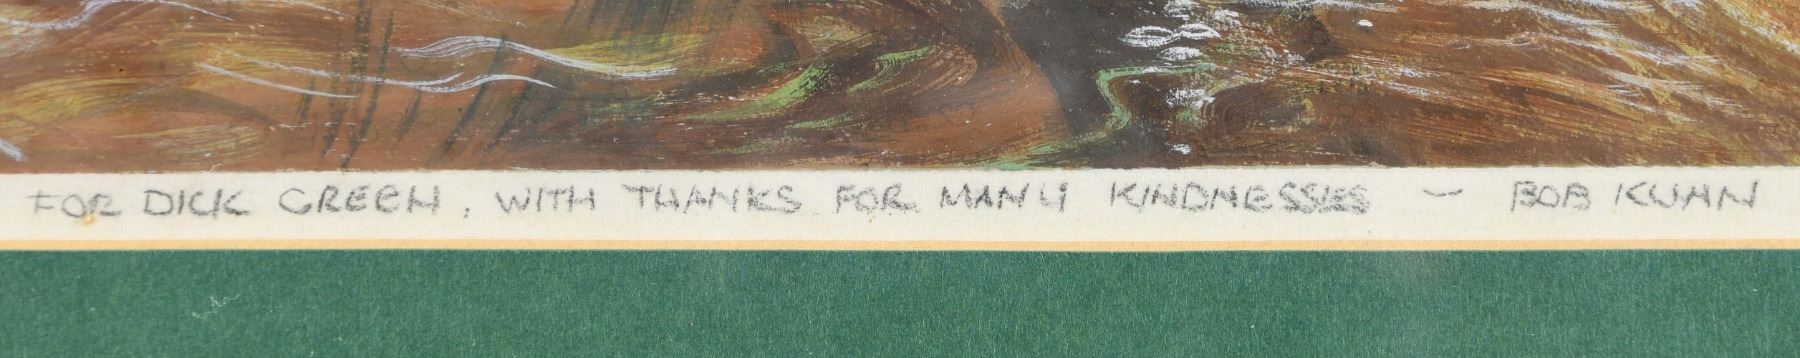 FOR DICK GREEN, WITH THANKS FOR MANY KINDNESSES – BOB KUHN